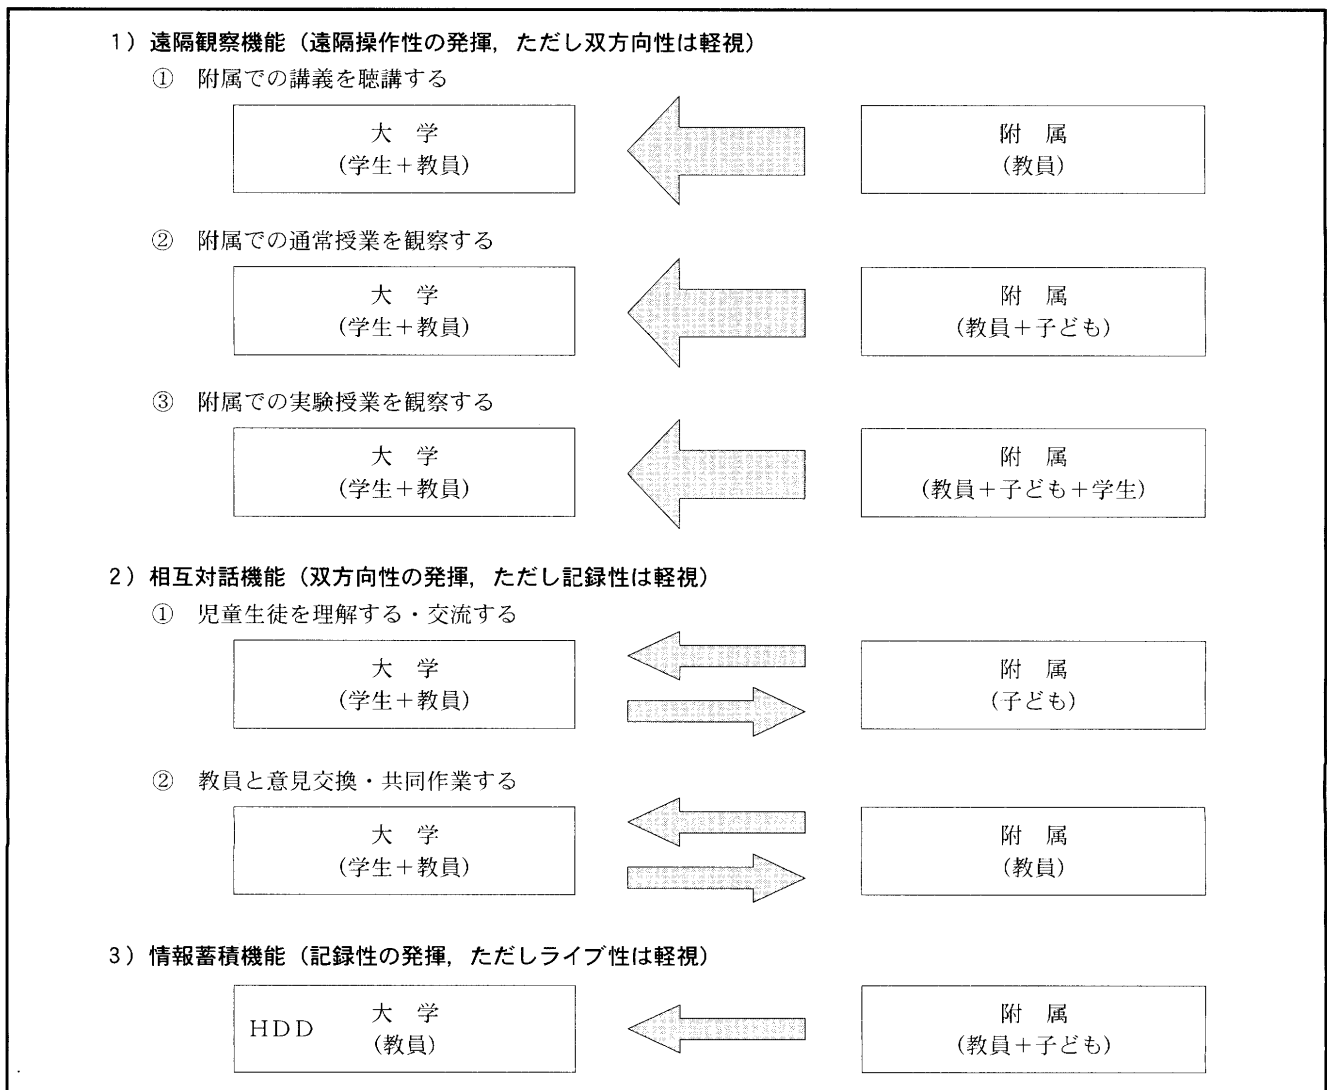 1）遠隔観察機能（遠隔操作性の発揮，ただし双方向性は軽視）
① 附属での講義を聴講する
大 学
(学生＋教員)
附 属
(教員)
② 附属での通常授業を観察する
大 学
(学生＋教員)
附 属
(教員＋子ども)
③ 附属での実験授業を観察する
大 学
(学生＋教員)
附 属
(教員＋子ども＋学生)
2）相互対話機能（双方向性の発揮，ただし記録性は軽視）
① 児童生徒を理解する・交流する
大 学
(学生＋教員)
附 属
(子ども)
② 教員と意見交換・共同作業する
大 学
(学生＋教員)
附 属
(教員)
3）情報蓄積機能（記録性の発揮，ただしライブ性は軽視）
HDD
大 学
(教員)
附 属
(教員＋子ども)